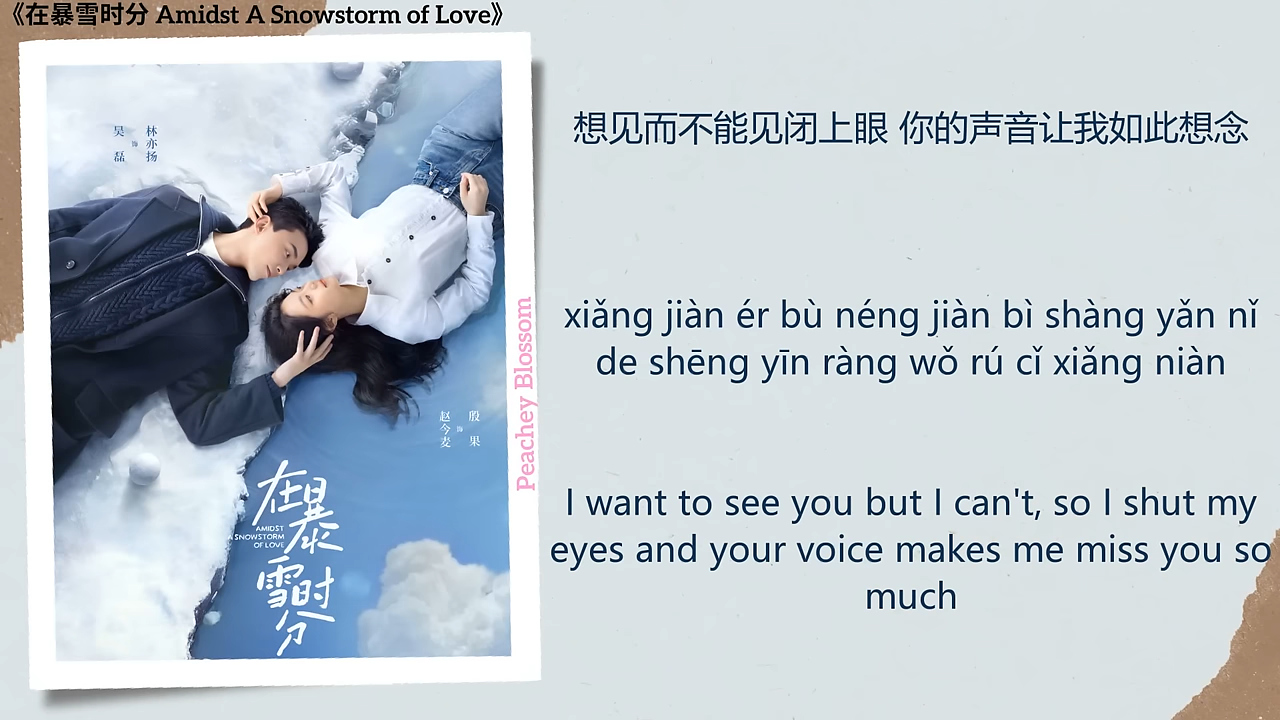 《在暴雪时分 Amidst A Snowstorm of Love》
吴磊 饰 林亦扬
赵今麦 饰 殷果
在暴
AMIDST
A SNOWSTORM
OF LOVE
雪时
分
Peachey Blossom
想见而不能见闭上眼 你的声音让我如此想念
xiǎng jiàn ér bù néng jiàn bì shàng yǎn nǐ
de shēng yīn ràng wǒ rú cǐ xiǎng niàn
I want to see you but I can't, so I shut my
eyes and your voice makes me miss you so
much